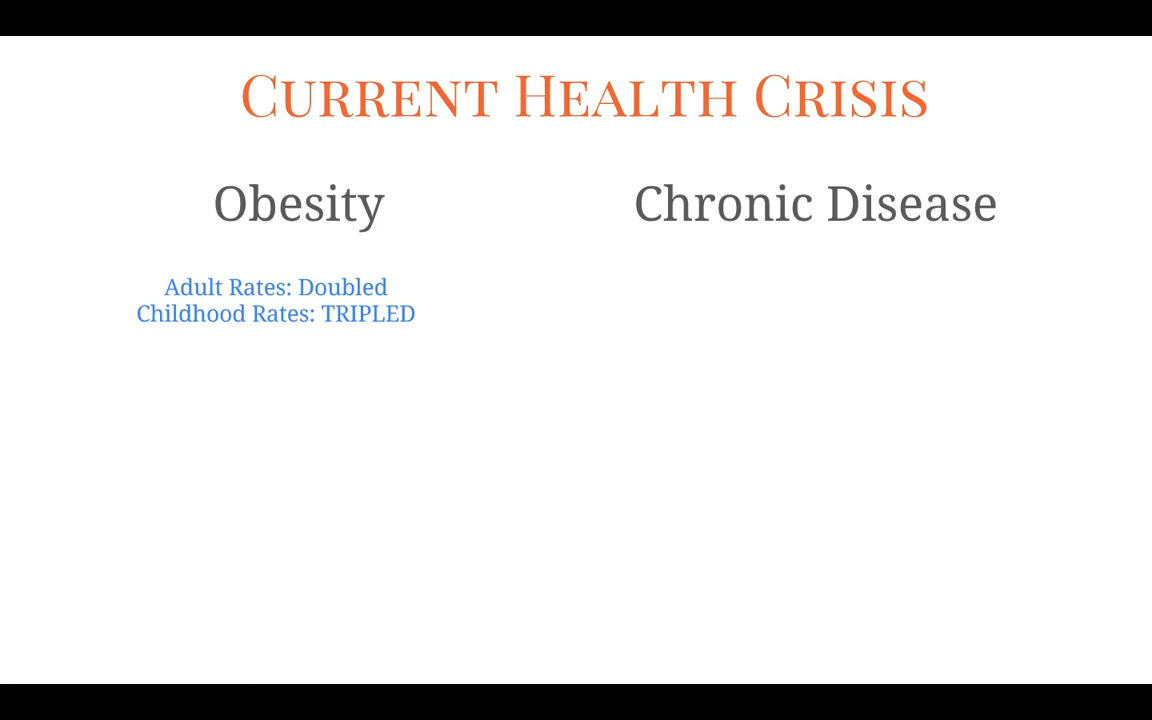 Current Health Crisis
Obesity
Chronic Disease
Adult Rates: Doubled
Childhood Rates: TRIPLED